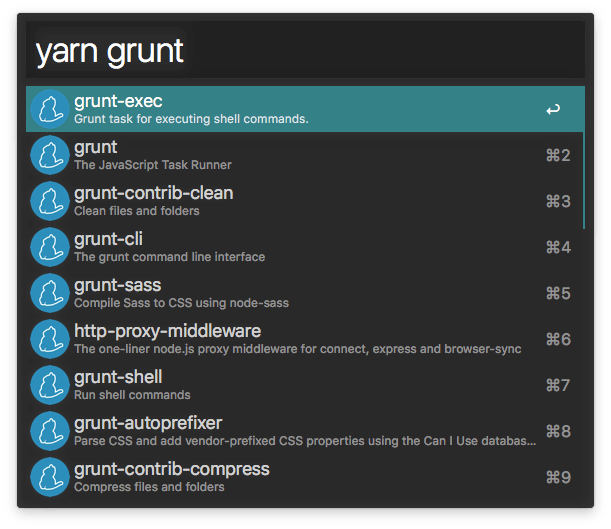 yarn grunt
grunt-exec
Grunt task for executing shell commands.
↩
grunt
The JavaScript Task Runner
⌘2
grunt-contrib-clean
Clean files and folders
⌘3
grunt-cli
The grunt command line interface
⌘4
grunt-sass
Compile Sass to CSS using node-sass
⌘5
http-proxy-middleware
The one-liner node.js proxy middleware for connect, express and browser-sync
⌘6
grunt-shell
Run shell commands
⌘7
grunt-autoprefixer
Parse CSS and add vendor-prefixed CSS properties using the Can I Use databas...
⌘8
grunt-contrib-compress
Compress files and folders
⌘9